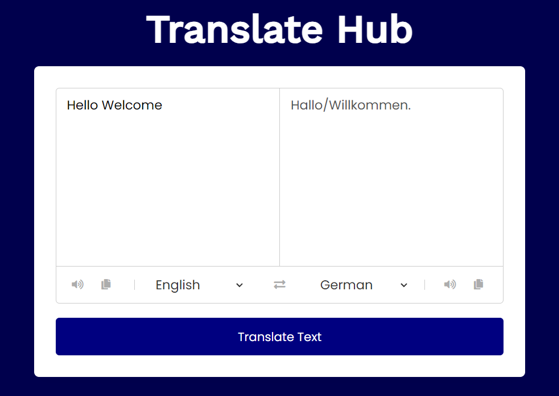 Translate Hub
Hello Welcome
Hallo/Willkommen.
English
German
Translate Text